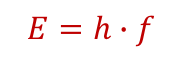 E = h · f